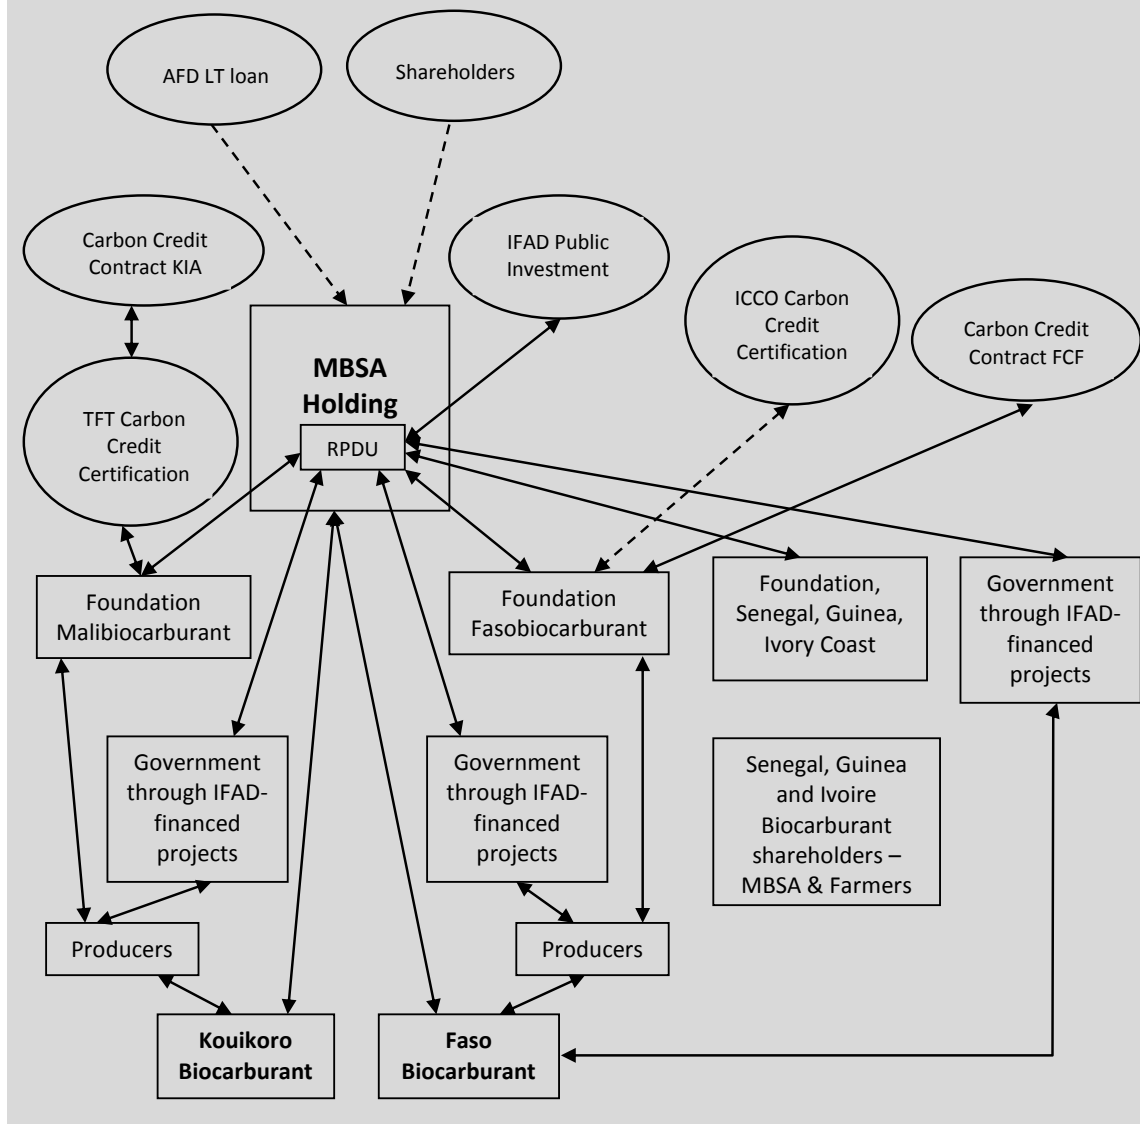 AFD LT loan
Shareholders
Carbon Credit
Contract KIA
IFAD Public
Investment
ICCO Carbon
Credit
Certification
Carbon Credit
Contract FCF
MBSA
Holding
RPDU
TFT Carbon
Credit
Certification
Foundation
Malibiocarburant
Foundation
Fasobiocarburant
Foundation,
Senegal, Guinea,
Ivory Coast
Government
through IFAD-
financed
projects
Government
through IFAD-
financed
projects
Government
through IFAD-
financed
projects
Senegal, Guinea
and Ivoire
Biocarburant
shareholders –
MBSA & Farmers
Producers
Producers
Kouikoro
Biocarburant
Faso
Biocarburant